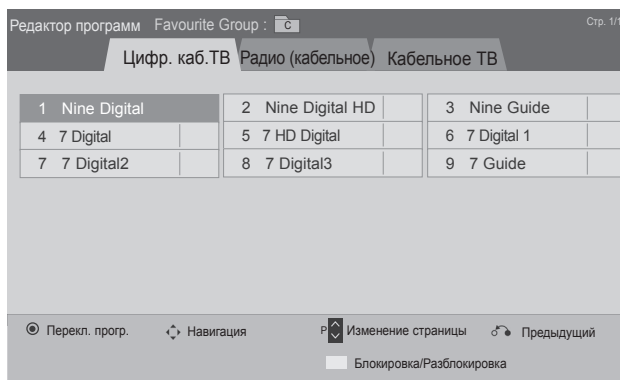 Редактор программ Favourite Group : C Стр. 1/1
Цифр. каб.ТВ Радио (кабельное) Кабельное ТВ
1 Nine Digital 2 Nine Digital HD 3 Nine Guide
4 7 Digital 5 7 HD Digital 6 7 Digital 1
7 7 Digital2 8 7 Digital3 9 7 Guide
Перекл. прогр. Навигация P Изменение страницы Предыдущий
Блокировка/Разблокировка